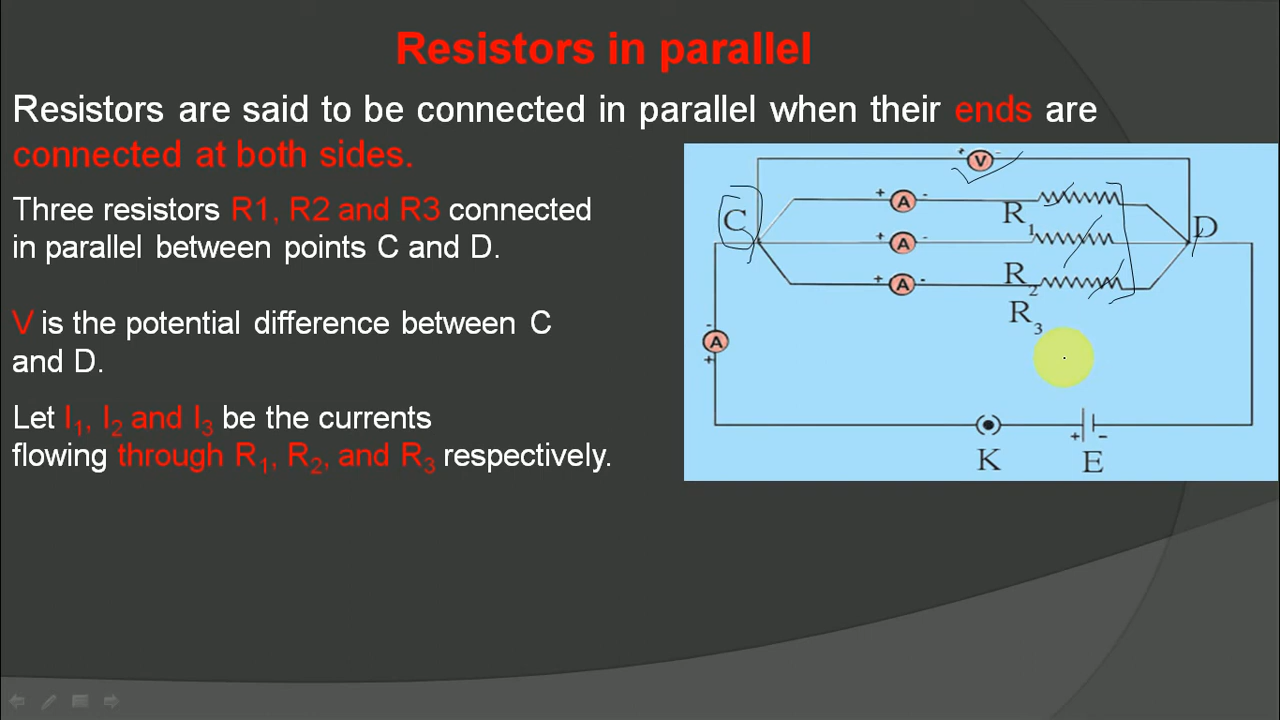 Resistors in parallel
Resistors are said to be connected in parallel when their ends are
connected at both sides.
Three resistors R1, R2 and R3 connected
in parallel between points C and D.
V is the potential difference between C
and D.
Let I₁, I₂ and I₃ be the currents
flowing through R₁, R₂, and R₃ respectively.
+ V -
+ A -
C
R₁
D
+ A -
+ A -
R₂
R₃
-
A
+
+ -
K
E